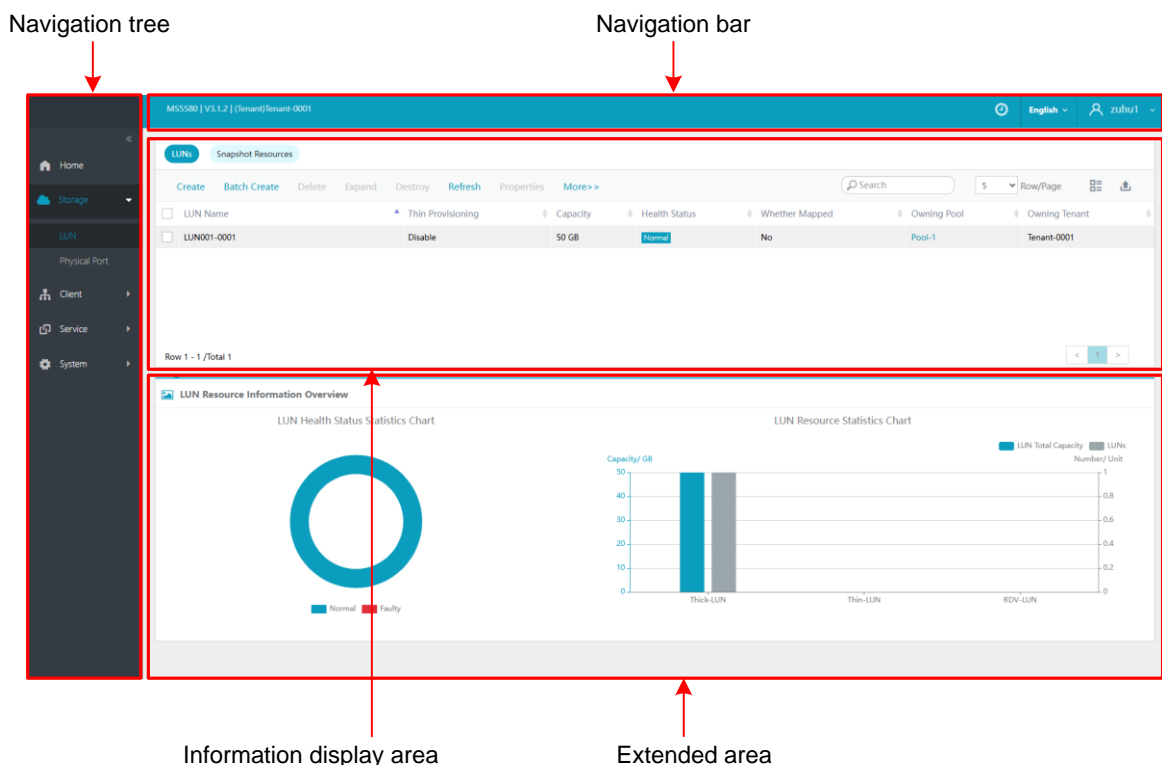 Navigation tree
Navigation bar
MS5580 | V3.1.2 | (Tenant)Tenant-0001
English
zuhu1
Home
Storage
LUN
Physical Port
Client
Service
System
LUNs
Snapshot Resources
Create Batch Create Delete Expand Destroy Refresh Properties More>>
Search
5 Row/Page
LUN Name Thin Provisioning Capacity Health Status Whether Mapped Owning Pool Owning Tenant
LUN001-0001 Disable 50 GB Normal No Pool-1 Tenant-0001
Row 1 - 1 /Total 1
< 1 >
LUN Resource Information Overview
LUN Health Status Statistics Chart
Normal Faulty
LUN Resource Statistics Chart
LUN Total Capacity LUNs
Capacity/ GB Number/ Unit
50 1
40 0.8
30 0.6
20 0.4
10 0.2
0 0
Thick-LUN Thin-LUN RDV-LUN
Information display area
Extended area